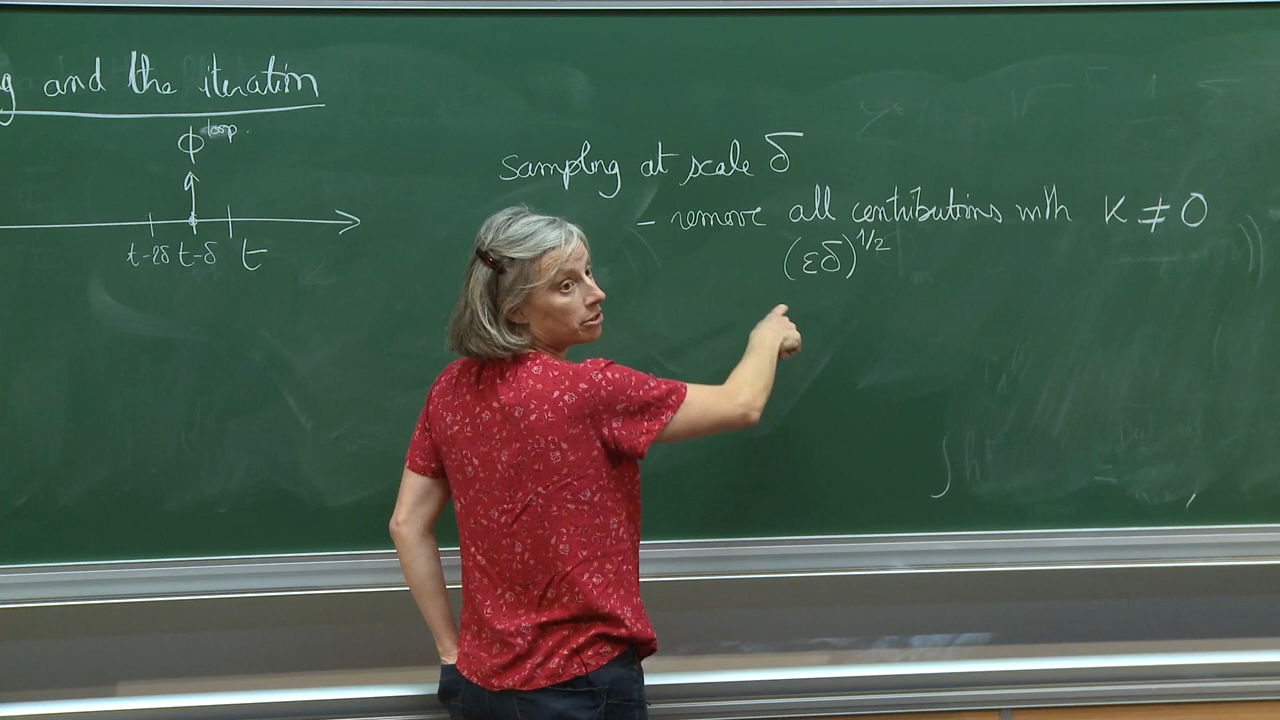 g and the iteration
Φ^loop
t-2δ t-δ t
sampling at scale δ
- remove all contributions with K ≠ 0
(εδ)^1/2